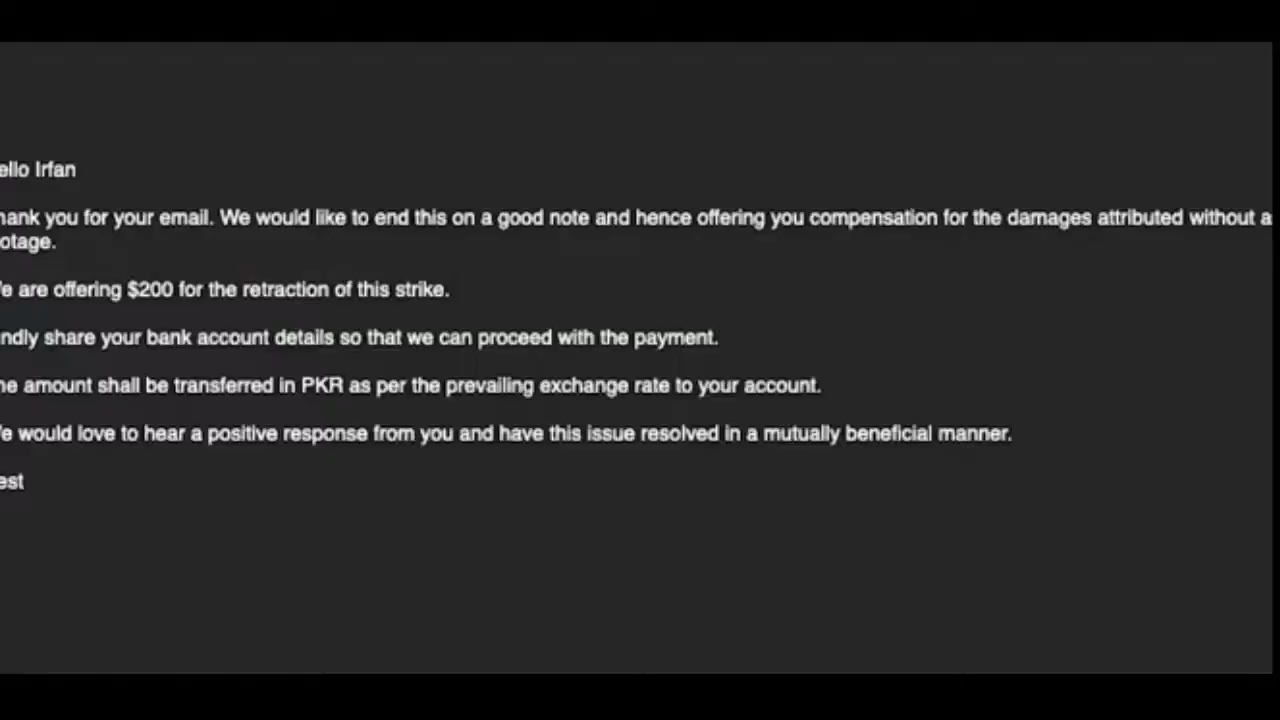 ello Irfan
hank you for your email. We would like to end this on a good note and hence offering you compensation for the damages attributed without a
otage.
e are offering $200 for the retraction of this strike.
ndly share your bank account details so that we can proceed with the payment.
he amount shall be transferred in PKR as per the prevailing exchange rate to your account.
e would love to hear a positive response from you and have this issue resolved in a mutually beneficial manner.
est